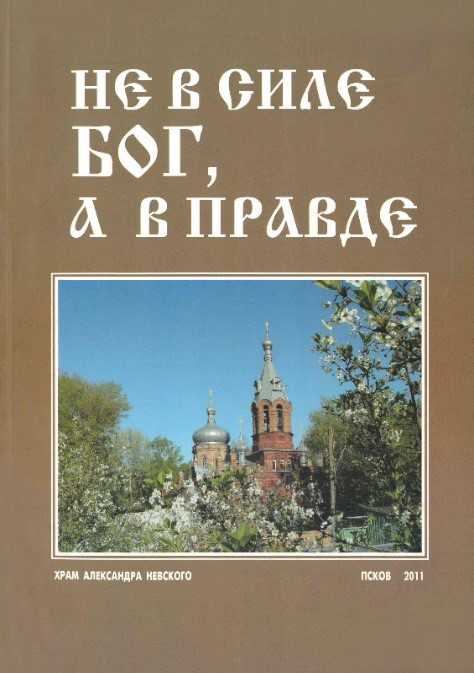 НЕ В СИЛЕ
БОГ,
А В ПРАВДЕ
ХРАМ АЛЕКСАНДРА НЕВСКОГО ПСКОВ 2011